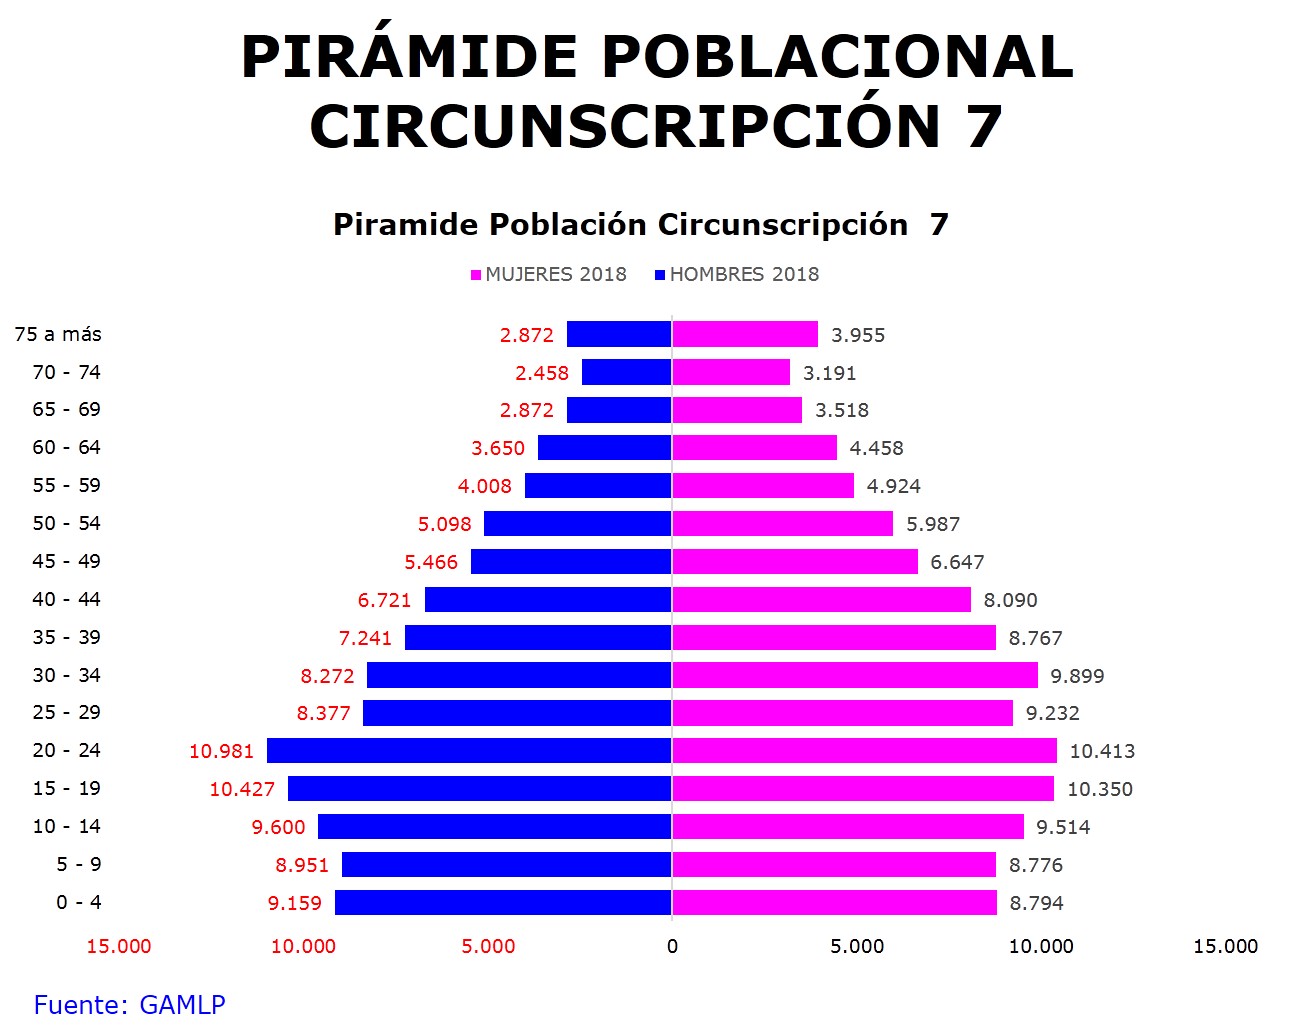 PIRÁMIDE POBLACIONAL
CIRCUNSCRIPCIÓN 7
Piramide Población Circunscripción  7
MUJERES 2018 HOMBRES 2018
75 a más 2.872 3.955
70 - 74 2.458 3.191
65 - 69 2.872 3.518
60 - 64 3.650 4.458
55 - 59 4.008 4.924
50 - 54 5.098 5.987
45 - 49 5.466 6.647
40 - 44 6.721 8.090
35 - 39 7.241 8.767
30 - 34 8.272 9.899
25 - 29 8.377 9.232
20 - 24 10.981 10.413
15 - 19 10.427 10.350
10 - 14 9.600 9.514
5 - 9 8.951 8.776
0 - 4 9.159 8.794
15.000 10.000 5.000 0 5.000 10.000 15.000
Fuente: GAMLP